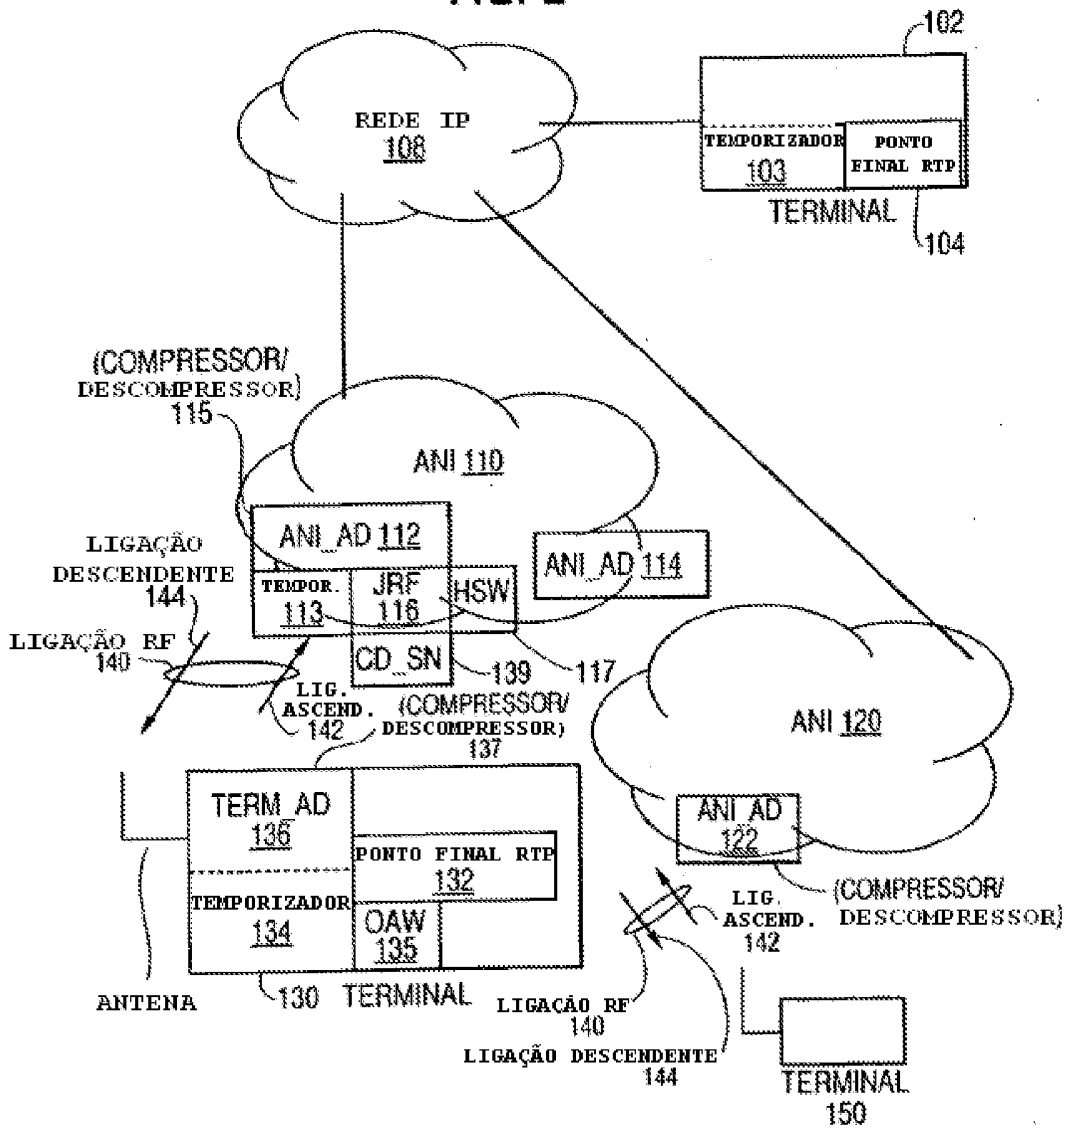 102
REDE IP
108
TEMPORIZADOR
103
PONTO
FINAL RTP
TERMINAL
104
(COMPRESSOR/
DESCOMPRESSOR)
115
ANI 110
ANI_AD 112
ANI_AD 114
LIGAÇÃO
DESCENDENTE
144
TEMPOR.
113
JRF
116
HSW
LIGAÇÃO RF
140
CD_SN
139
117
LIG.
ASCEND.
142
(COMPRESSOR/
DESCOMPRESSOR)
137
ANI 120
TERM_AD
136
PONTO FINAL RTP
132
TEMPORIZADOR
134
OAW
135
ANI_AD
122
(COMPRESSOR/
DESCOMPRESSOR)
LIG.
ASCEND.
142
ANTENA
130
TERMINAL
LIGAÇÃO RF
140
LIGAÇÃO DESCENDENTE
144
TERMINAL
150